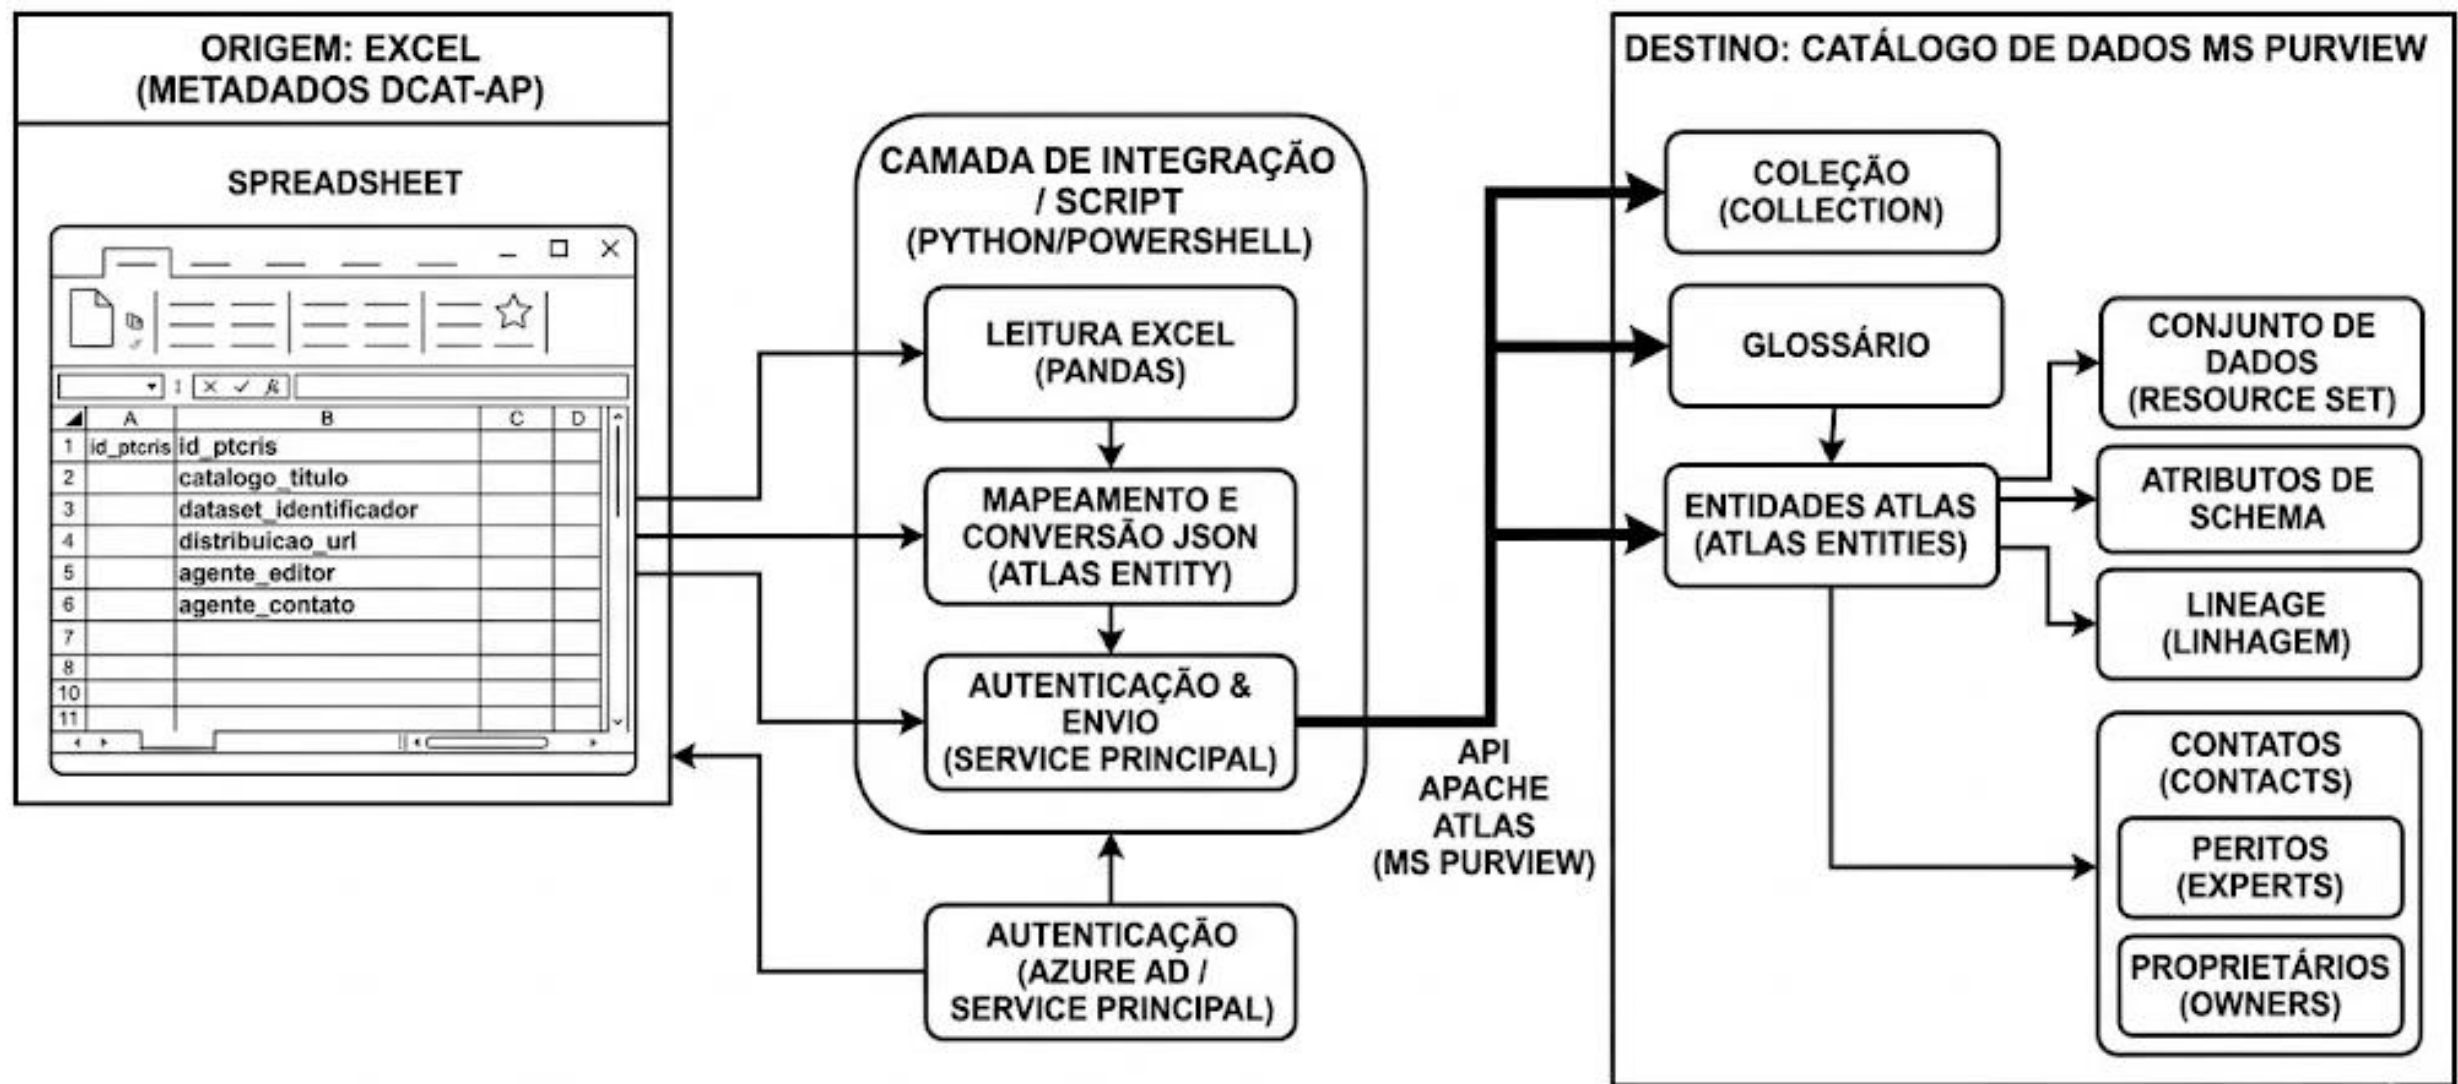 ORIGEM: EXCEL
(METADADOS DCAT-AP)
SPREADSHEET
A B C D
1 id_ptcris id_ptcris
2 catalogo_titulo
3 dataset_identificador
4 distribuicao_url
5 agente_editor
6 agente_contato
7
8
10
11
CAMADA DE INTEGRAÇÃO
/ SCRIPT
(PYTHON/POWERSHELL)
LEITURA EXCEL
(PANDAS)
MAPEAMENTO E
CONVERSÃO JSON
(ATLAS ENTITY)
AUTENTICAÇÃO &
ENVIO
(SERVICE PRINCIPAL)
AUTENTICAÇÃO
(AZURE AD /
SERVICE PRINCIPAL)
API
APACHE
ATLAS
(MS PURVIEW)
DESTINO: CATÁLOGO DE DADOS MS PURVIEW
COLEÇÃO
(COLLECTION)
GLOSSÁRIO
ENTIDADES ATLAS
(ATLAS ENTITIES)
CONJUNTO DE
DADOS
(RESOURCE SET)
ATRIBUTOS DE
SCHEMA
LINEAGE
(LINHAGEM)
CONTATOS
(CONTACTS)
PERITOS
(EXPERTS)
PROPRIETÁRIOS
(OWNERS)